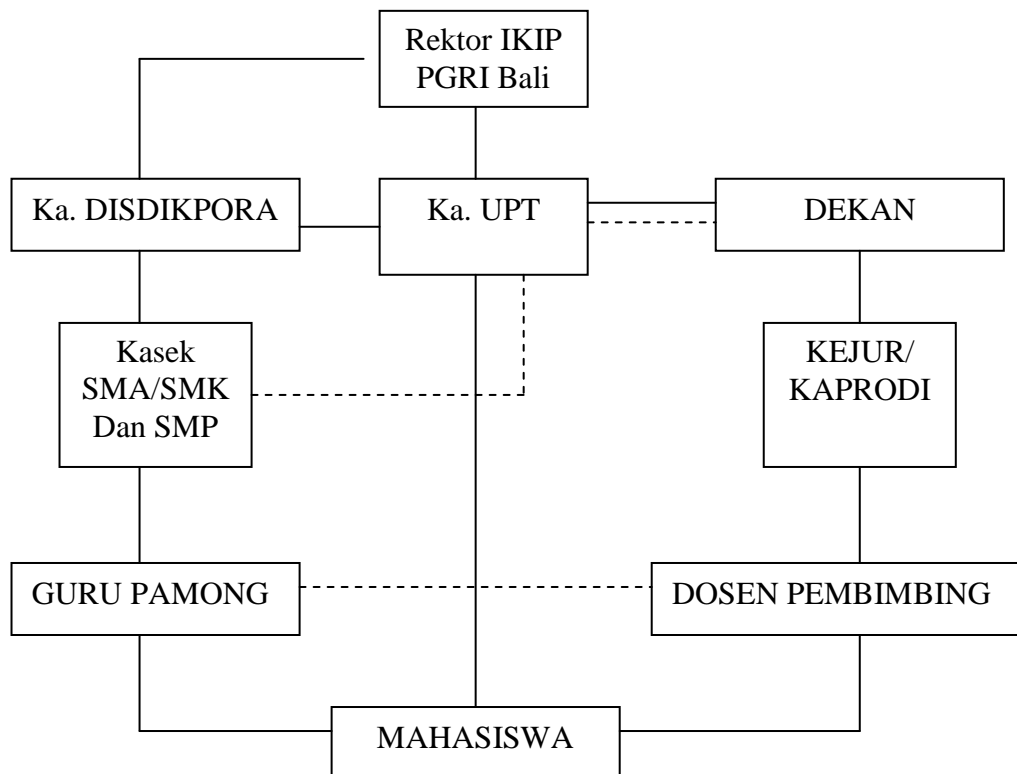 Rektor IKIP
PGRI Bali
Ka. DISDIKPORA
Ka. UPT
DEKAN
Kasek
SMA/SMK
Dan SMP
KEJUR/
KAPRODI
GURU PAMONG
DOSEN PEMBIMBING
MAHASISWA